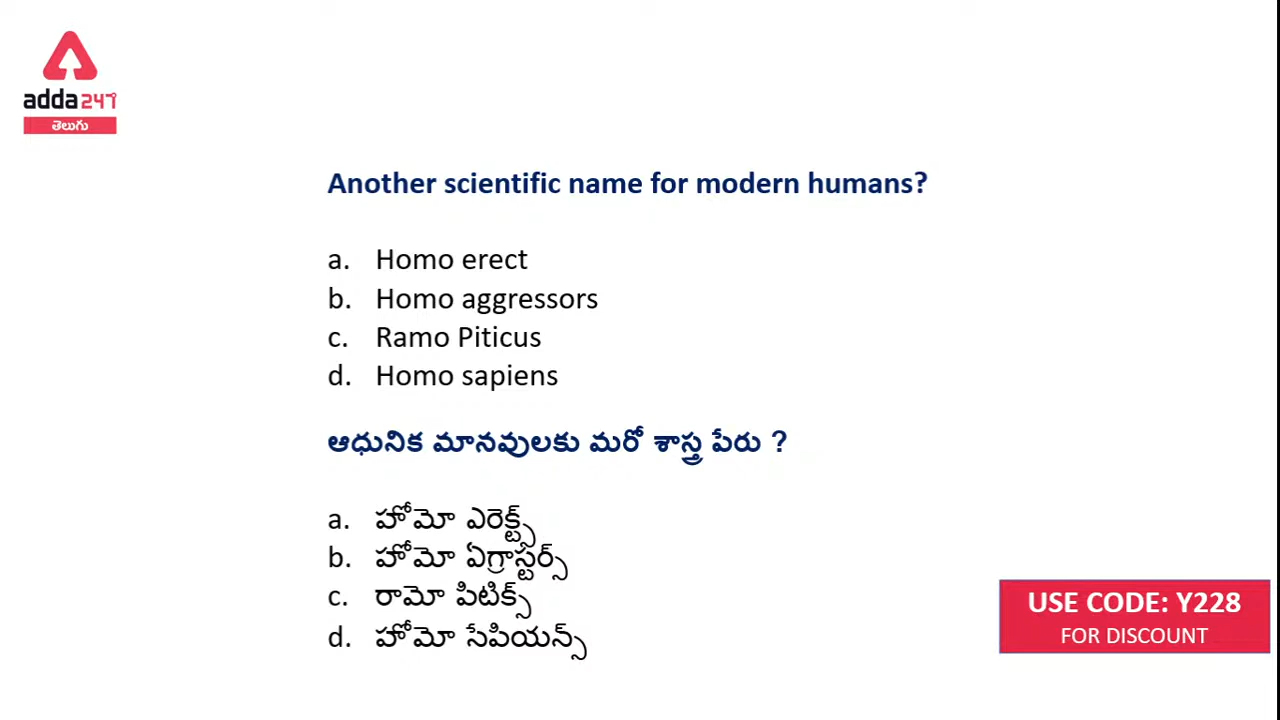 adda247
తెలుగు
Another scientific name for modern humans?
a. Homo erect
b. Homo aggressors
c. Ramo Piticus
d. Homo sapiens
ఆధునిక మానవులకు మరో శాస్త్ర పేరు ?
a. హోమో ఎరెక్ట్స్
b. హోమో ఏగ్రాస్టర్స్
c. రామో పిటిక్స్
d. హోమో సేపియన్స్
USE CODE: Y228
FOR DISCOUNT